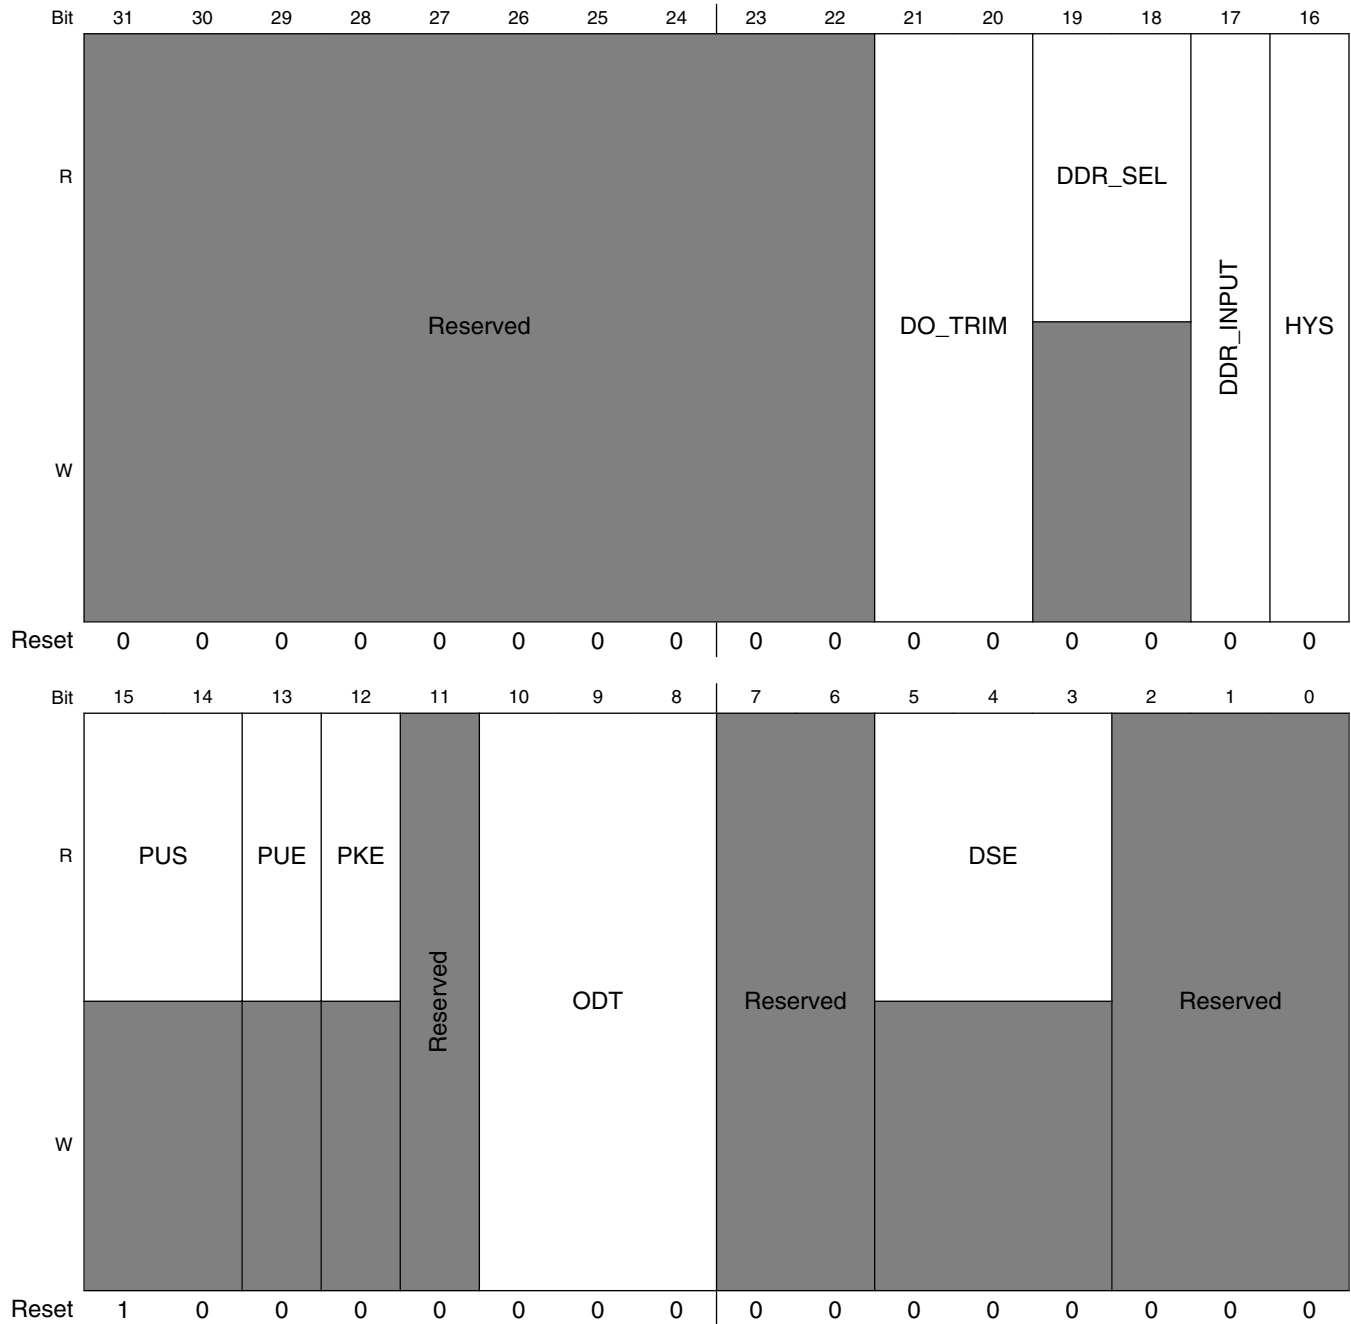 Bit 31 30 29 28 27 26 25 24 23 22 21 20 19 18 17 16
R DDR_SEL
Reserved DO_TRIM DDR_INPUT HYS
W
Reset 0 0 0 0 0 0 0 0 0 0 0 0 0 0 0 0
Bit 15 14 13 12 11 10 9 8 7 6 5 4 3 2 1 0
R PUS PUE PKE DSE
Reserved ODT Reserved Reserved
W
Reset 1 0 0 0 0 0 0 0 0 0 0 0 0 0 0 0